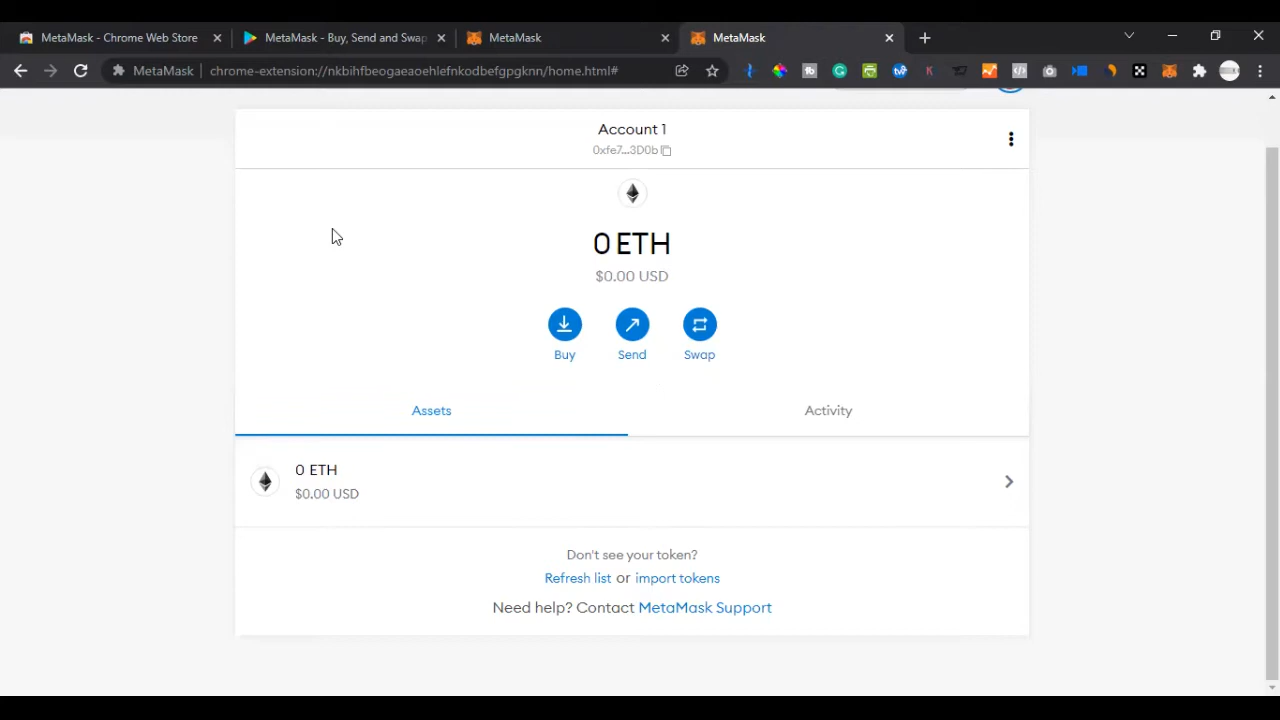 MetaMask - Chrome Web Store
MetaMask - Buy, Send and Swap
MetaMask
MetaMask
MetaMask
chrome-extension://nkbihfbeogaeaoehlefnkodbefgpgknn/home.html#
Account 1
0xfe7...3D0b
0 ETH
$0.00 USD
Buy
Send
Swap
Assets
Activity
0 ETH
$0.00 USD
Don't see your token?
Refresh list or import tokens
Need help? Contact MetaMask Support